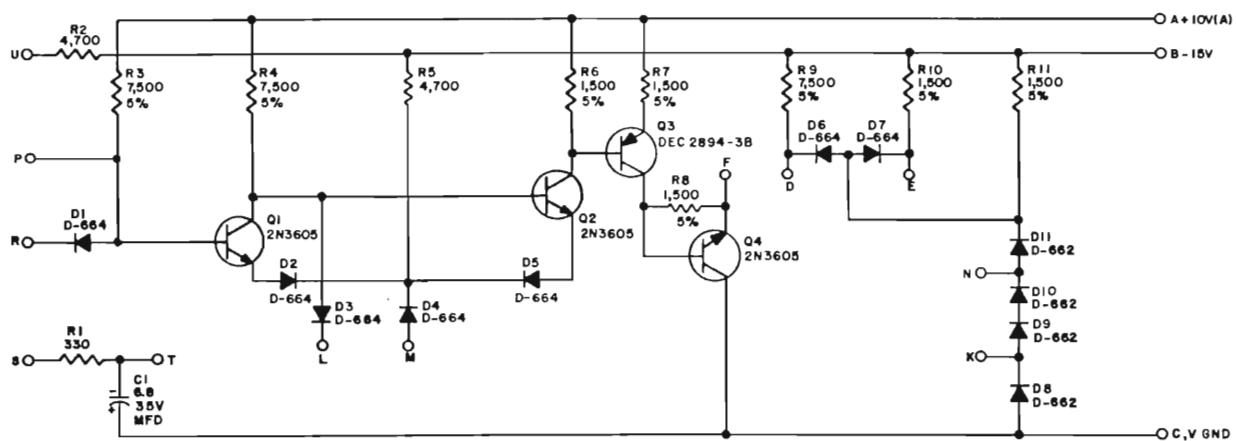 A+10V(A)
R2
4,700
U
B-15V
R3
7,500
5%
R4
7,500
5%
R5
4,700
R6
1,500
5%
R7
1,500
5%
R9
7,500
5%
R10
1,500
5%
R11
1,500
5%
Q3
DEC 2894-3B
D6
D-664
D7
D-664
P
F
D
E
R8
1,500
5%
D1
D-664
R
Q1
2N3605
Q2
2N3605
Q4
2N3605
D11
D-662
D2
D-664
D5
D-664
N
D3
D-664
D4
D-664
D10
D-662
D9
D-662
R1
330
S
T
L
M
K
C1
6.8
35V
MFD
-
+
D8
D-662
C,V GND